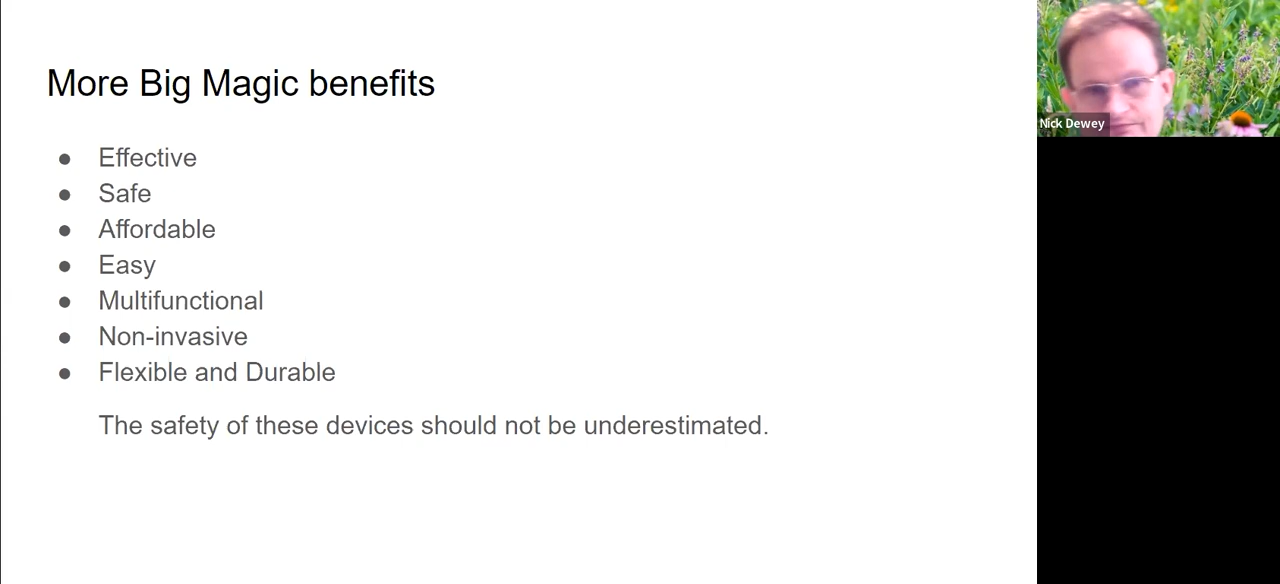 More Big Magic benefits
● Effective
● Safe
● Affordable
● Easy
● Multifunctional
● Non-invasive
● Flexible and Durable
The safety of these devices should not be underestimated.
Nick Dewey